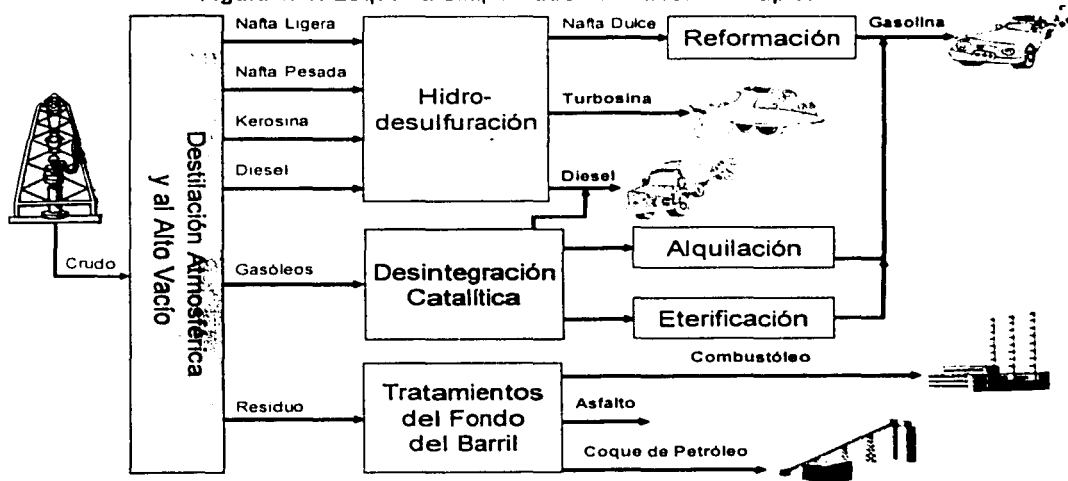 Nafta Ligera
Nafta Dulce
Reformación
Gasolina
Nafta Pesada
Hidro-
desulfuración
Turbosina
Kerosina
Diesel
Diesel
Destilación Atmosférica
y al Alto Vacío
Crudo
Gasóleos
Desintegración
Catalítica
Alquilación
Eterificación
Combustóleo
Residuo
Tratamientos
del Fondo
del Barril
Asfalto
Coque de Petróleo